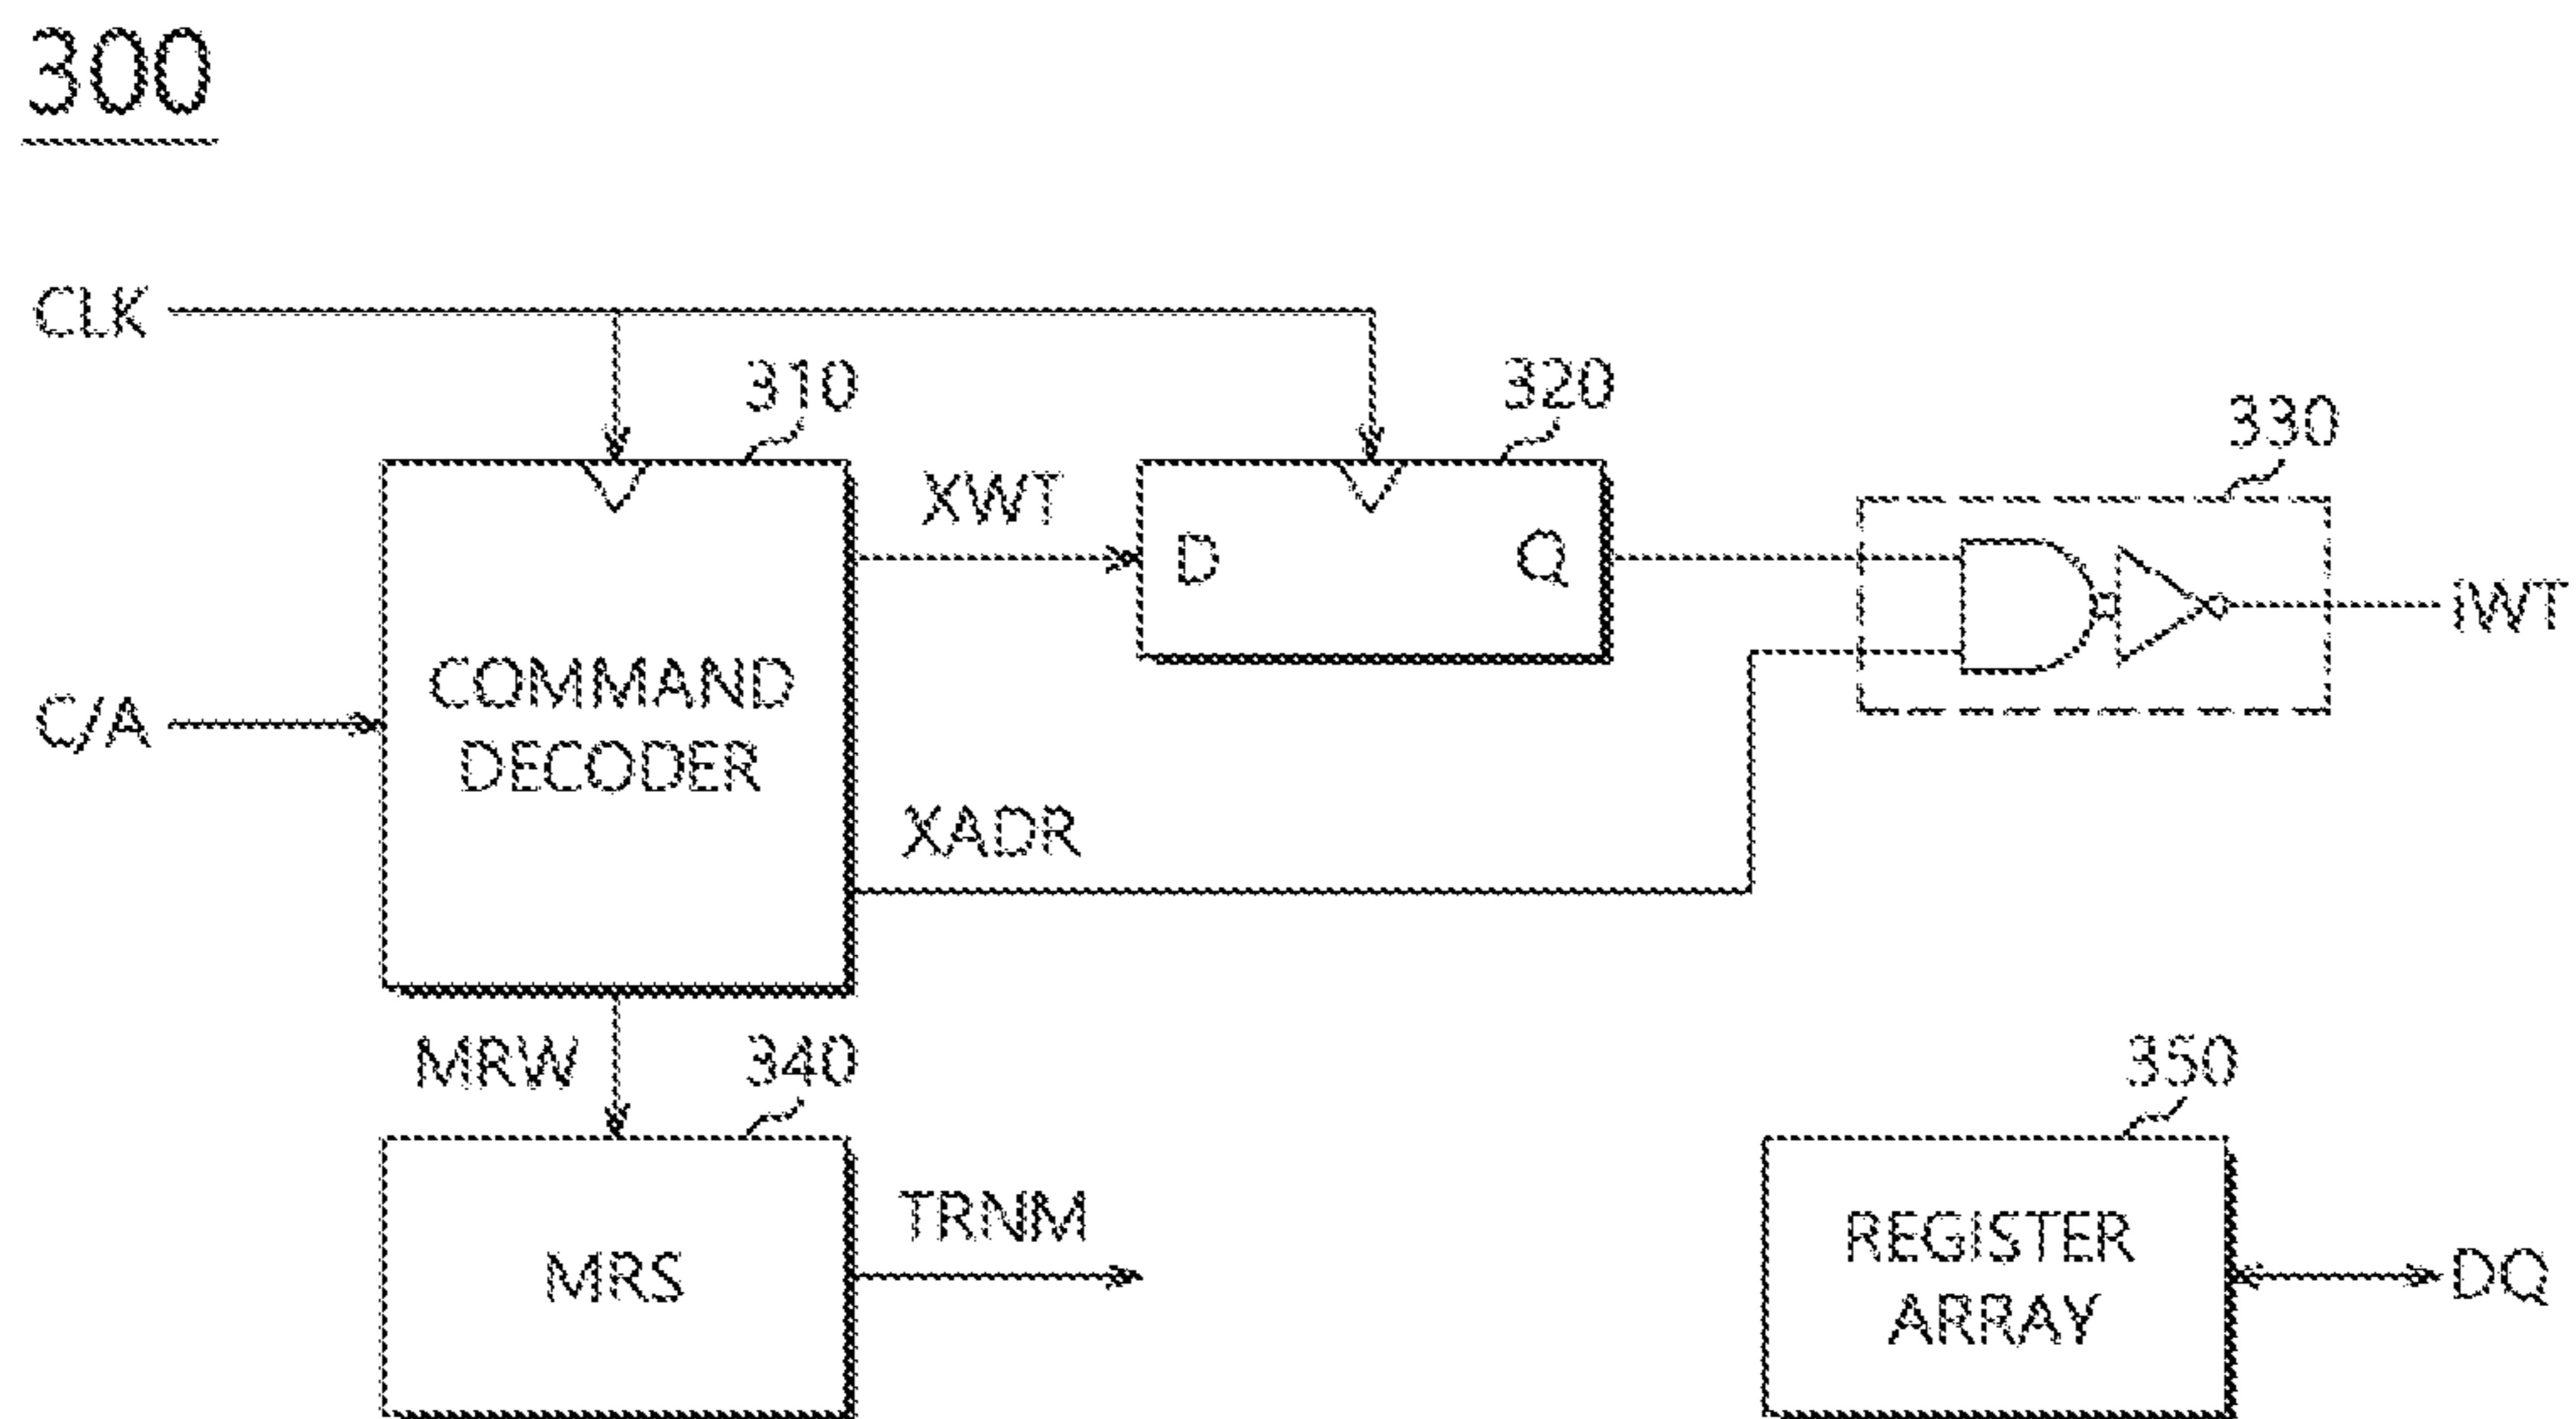 300
CLK
310
320
330
XWT
D
Q
IWT
C/A
COMMAND
DECODER
XADR
MRW
340
350
MRS
TRNM
REGISTER
ARRAY
DQ